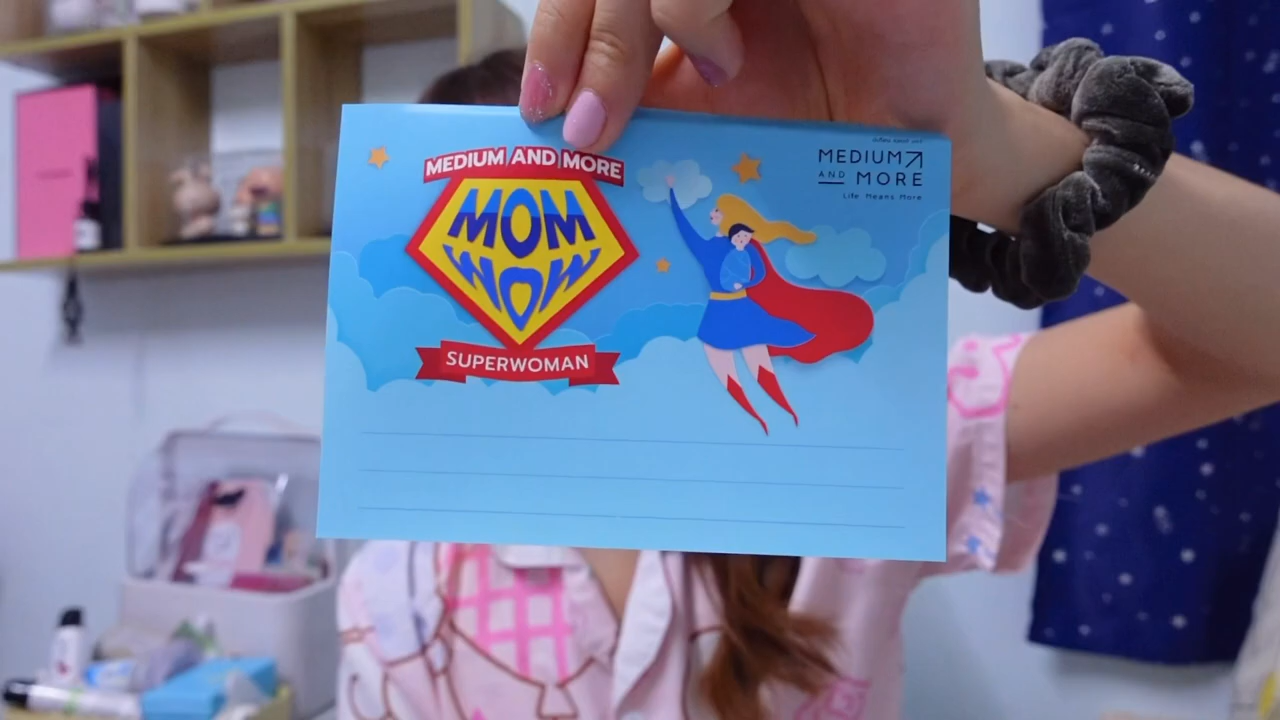 MEDIUM AND MORE
MOM
WOW
SUPERWOMAN
MEDIUM
AND MORE
Life Means More